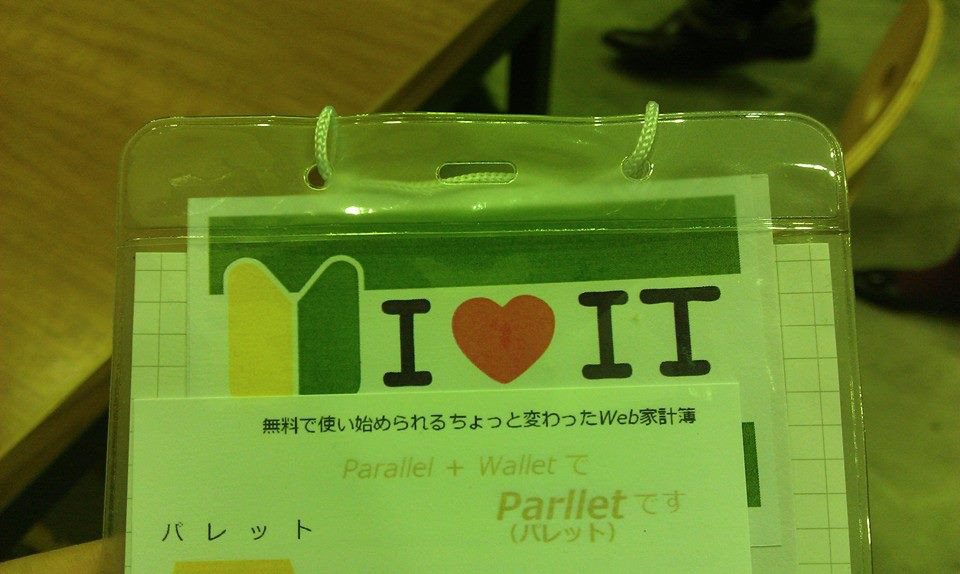 I ♥ IT
無料で使い始められるちょっと変わったWeb家計簿
Parallel + Wallet で
Parllet です
(パレット)
パレット